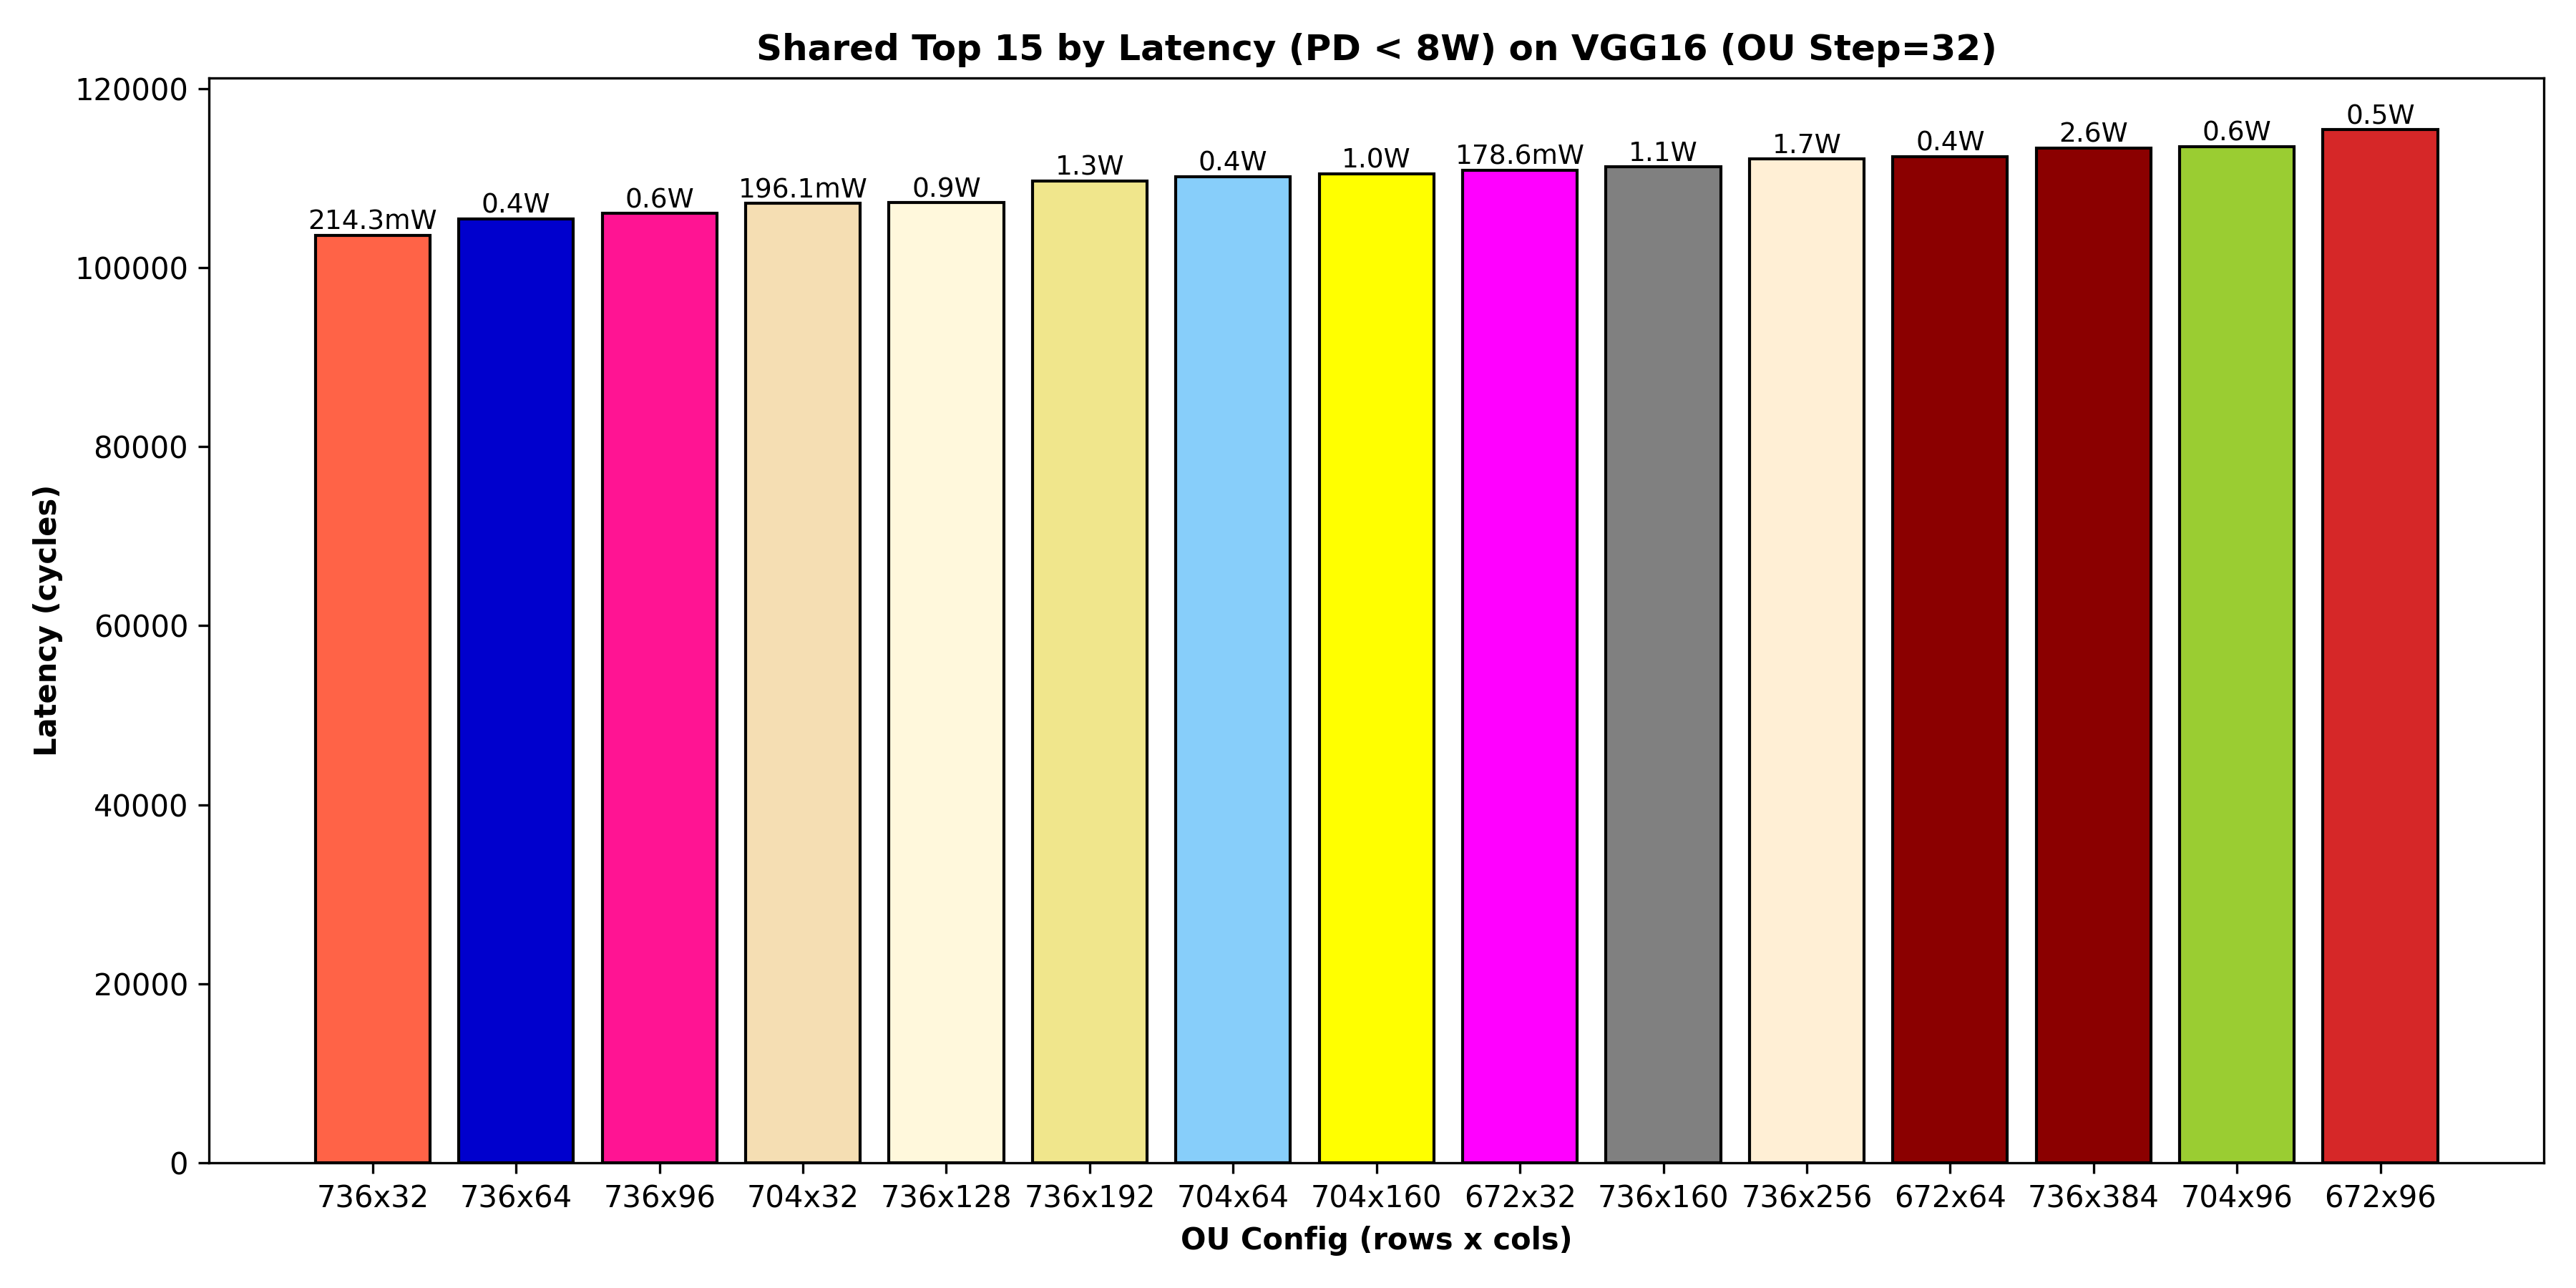 Shared Top 15 by Latency (PD < 8W) on VGG16 (OU Step=32)
Latency (cycles)
120000
100000
80000
60000
40000
20000
0
214.3mW
0.4W
0.6W
196.1mW
0.9W
1.3W
0.4W
1.0W
178.6mW
1.1W
1.7W
0.4W
2.6W
0.6W
0.5W
736x32 736x64 736x96 704x32 736x128 736x192 704x64 704x160 672x32 736x160 736x256 672x64 736x384 704x96 672x96
OU Config (rows x cols)